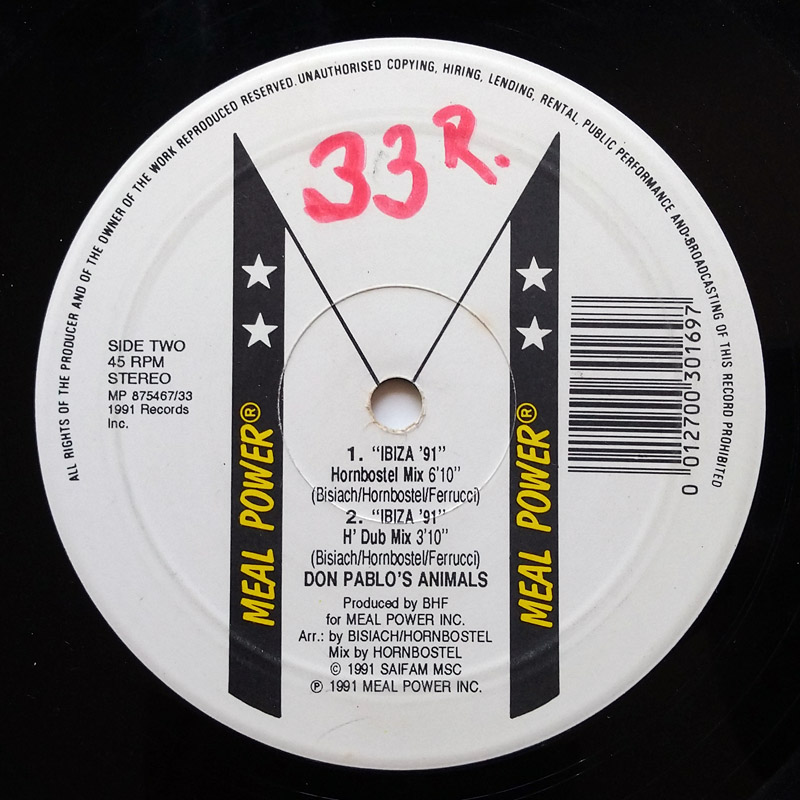 ALL RIGHTS OF THE PRODUCER AND OF THE OWNER OF THE WORK REPRODUCED RESERVED. UNAUTHORISED COPYING, HIRING, LENDING, RENTAL, PUBLIC PERFORMANCE AND BROADCASTING OF THIS RECORD PROHIBITED
33 R.
SIDE TWO
45 RPM
STEREO
MP 875467/33
1991 Records
Inc.
MEAL POWER®
MEAL POWER®
0 012700 301697
1. "IBIZA '91"
Hornbostel Mix 6'10"
(Bisiach/Hornbostel/Ferrucci)
2. "IBIZA '91"
H' Dub Mix 3'10"
(Bisiach/Hornbostel/Ferrucci)
DON PABLO'S ANIMALS
Produced by BHF
for MEAL POWER INC.
Arr.: by BISIACH/HORNBOSTEL
Mix by HORNBOSTEL
© 1991 SAIFAM MSC
℗ 1991 MEAL POWER INC.